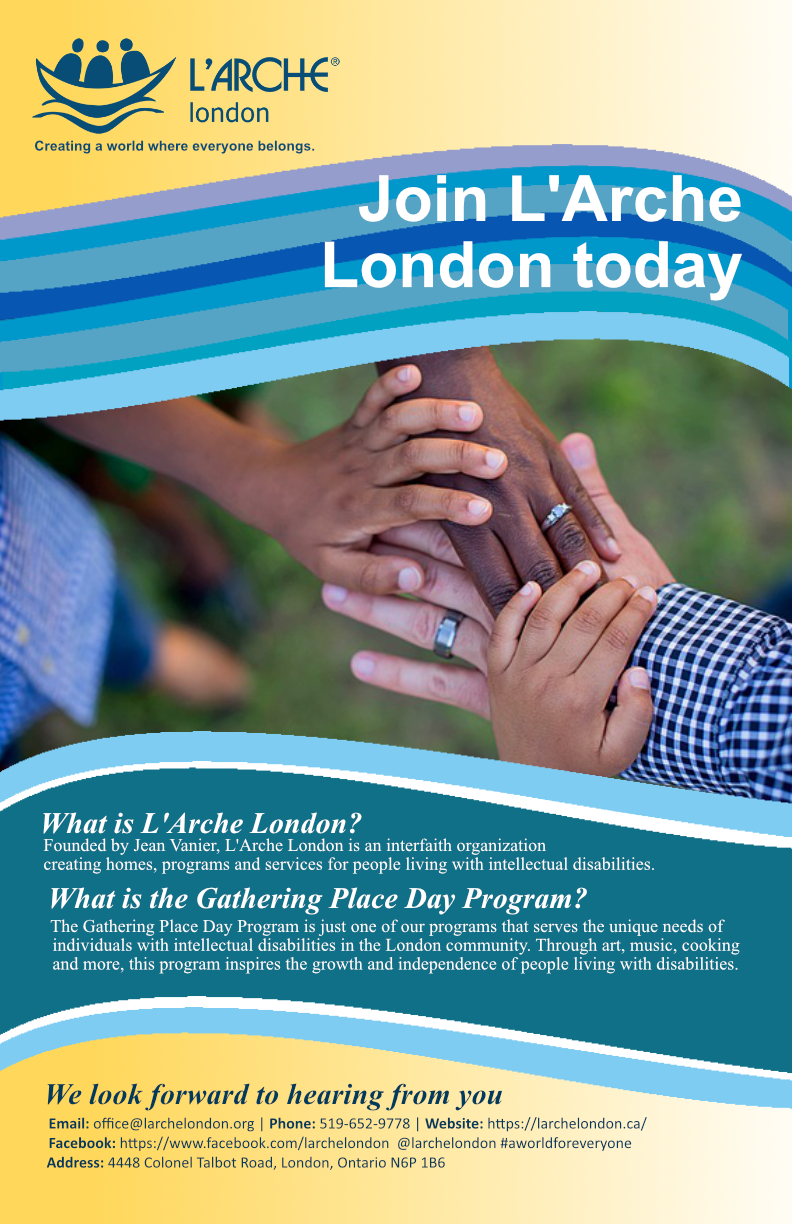 L'ARCHE®
london
Creating a world where everyone belongs.
Join L'Arche
London today
What is L'Arche London?
Founded by Jean Vanier, L'Arche London is an interfaith organization
creating homes, programs and services for people living with intellectual disabilities.
What is the Gathering Place Day Program?
The Gathering Place Day Program is just one of our programs that serves the unique needs of
individuals with intellectual disabilities in the London community. Through art, music, cooking
and more, this program inspires the growth and independence of people living with disabilities.
We look forward to hearing from you
Email: office@larchelondon.org | Phone: 519-652-9778 | Website: https://larchelondon.ca/
Facebook: https://www.facebook.com/larchelondon @larchelondon #aworldforeveryone
Address: 4448 Colonel Talbot Road, London, Ontario N6P 1B6